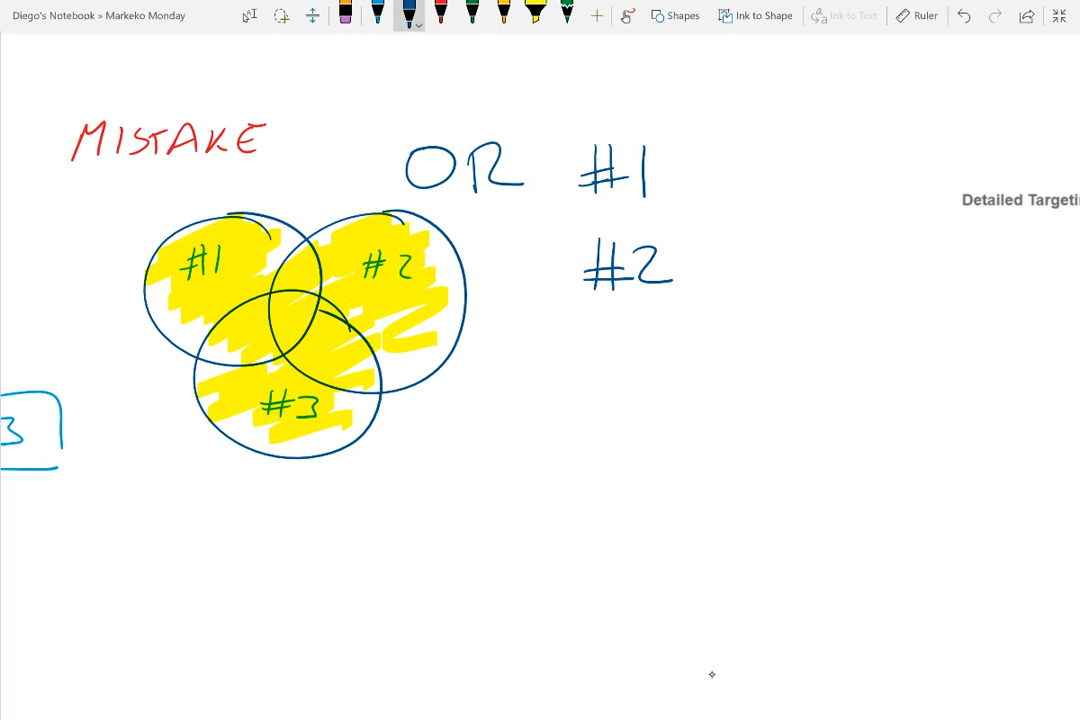 Diego's Notebook » Markeko Monday
Shapes
Ink to Shape
Ink to Text
Ruler
MISTAKE
OR #1
#2
Detailed Targeti
#1
#2
#3
3